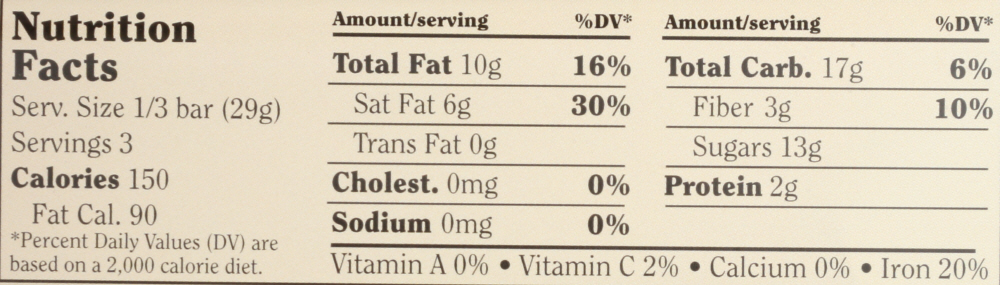 Nutrition
Facts
Serv. Size 1/3 bar (29g)
Servings 3
Calories 150
Fat Cal. 90
*Percent Daily Values (DV) are
based on a 2,000 calorie diet.
Amount/serving %DV*
Total Fat 10g 16%
Sat Fat 6g 30%
Trans Fat 0g
Cholest. 0mg 0%
Sodium 0mg 0%
Amount/serving %DV*
Total Carb. 17g 6%
Fiber 3g 10%
Sugars 13g
Protein 2g
Vitamin A 0% • Vitamin C 2% • Calcium 0% • Iron 20%